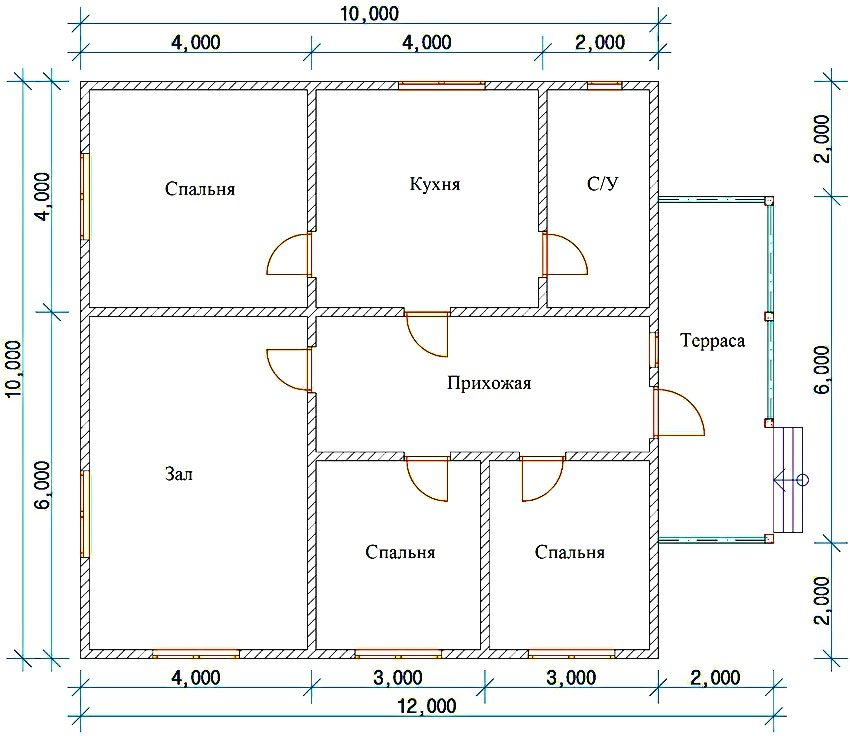 10,000
4,000
4,000
2,000
2,000
4,000
Спальня
Кухня
С/У
10,000
Терраса
6,000
Прихожая
6,000
Зал
Спальня
Спальня
2,000
4,000
3,000
3,000
2,000
12,000